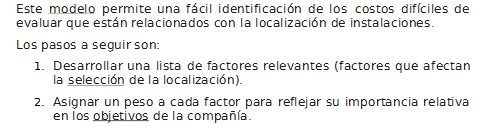 Este modelo permite una fácil identificación de los costos difíciles de
evaluar que están relacionados con la localización de instalaciones.
Los pasos a seguir son:
1. Desarrollar una lista de factores relevantes (factores que afectan
la selección de la localización).
2. Asignar un peso a cada factor para reflejar su importancia relativa
en los objetivos de la compañía.